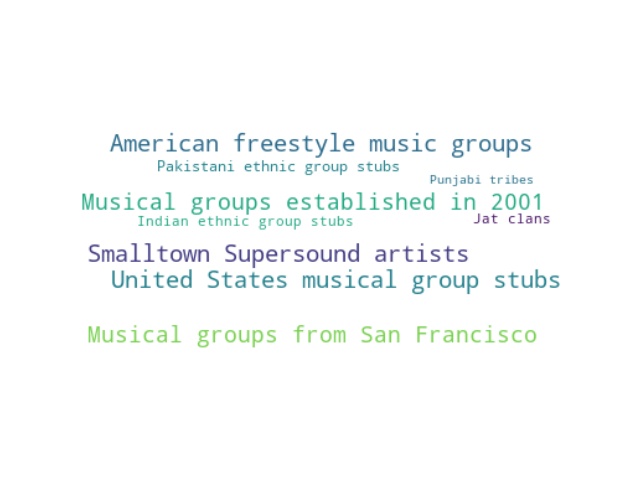 American freestyle music groups
Pakistani ethnic group stubs
Punjabi tribes
Musical groups established in 2001
Indian ethnic group stubs
Jat clans
Smalltown Supersound artists
United States musical group stubs
Musical groups from San Francisco